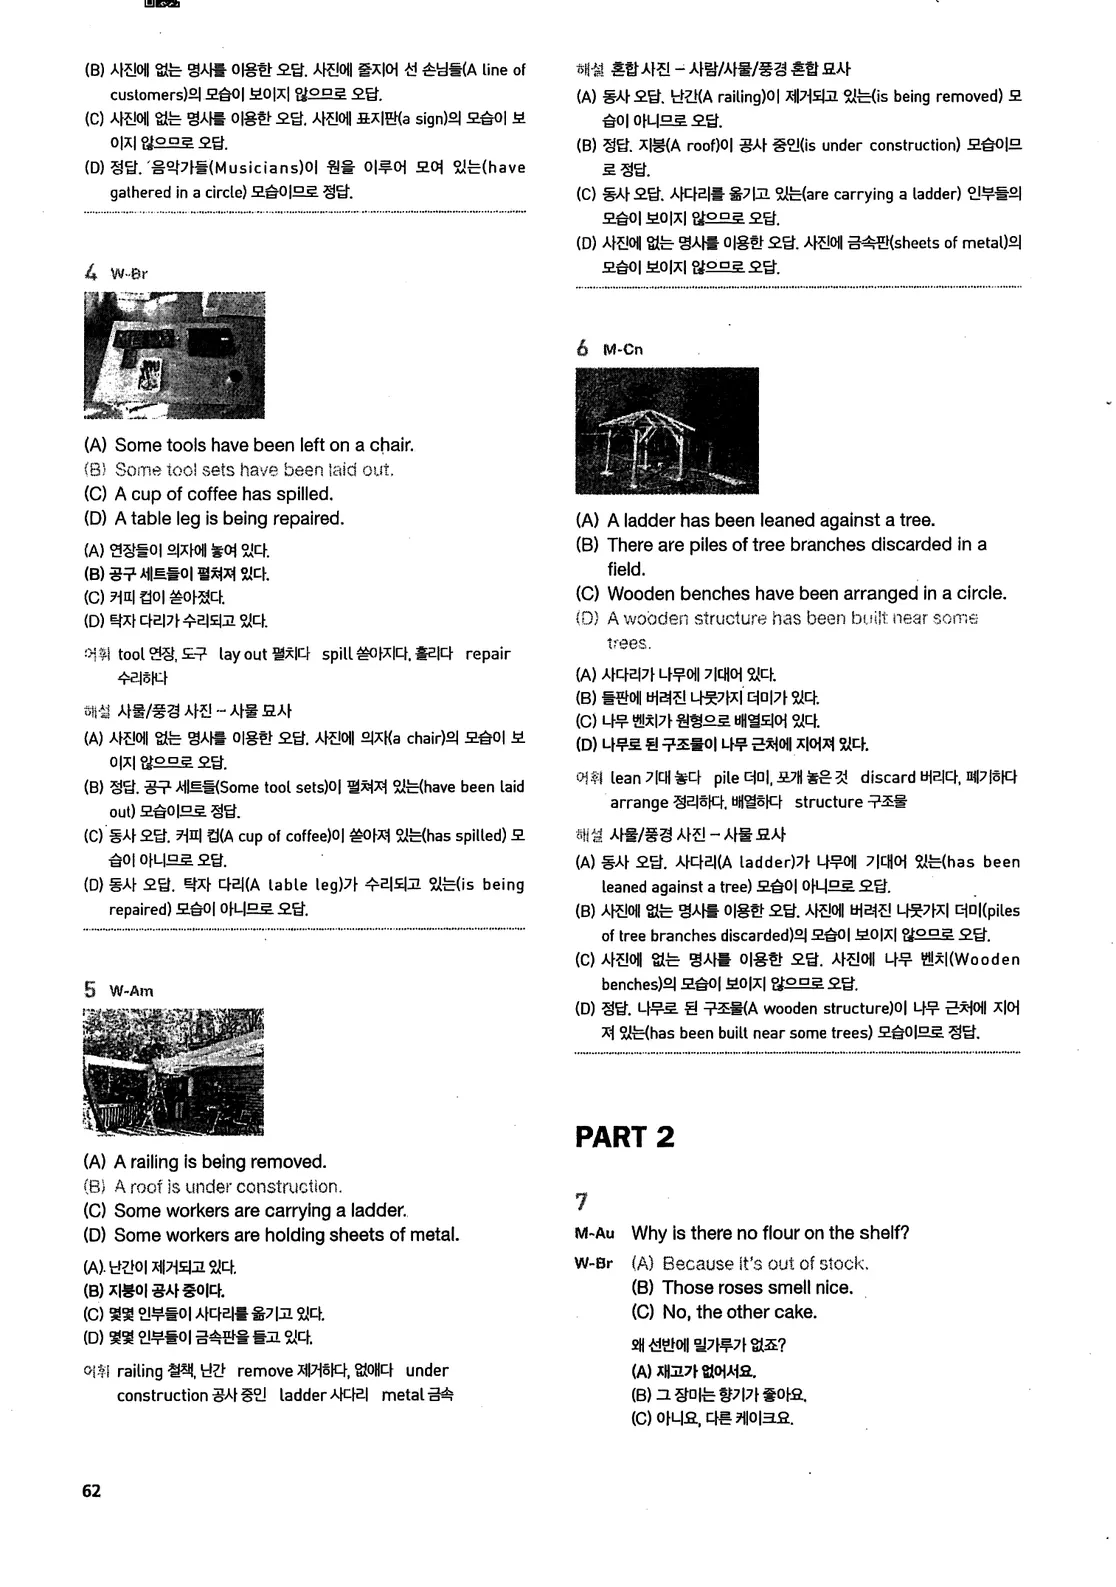 (B) 사진에 없는 명사를 이용한 오답. 사진에 줄지어 선 손님들(A line of
customers)의 모습이 보이지 않으므로 오답.
(C) 사진에 없는 명사를 이용한 오답. 사진에 표지판(a sign)의 모습이 보
이지 않으므로 오답.
(D) 정답. 음악가들(Musicians)이 원을 이루어 모여 있는(have
gathered in a circle) 모습이므로 정답.
4 W-Br
(A) Some tools have been left on a chair.
(B) Some tool sets have been laid out.
(C) A cup of coffee has spilled.
(D) A table leg is being repaired.
(A) 연장들이 의자에 놓여 있다.
(B) 공구 세트들이 펼쳐져 있다.
(C) 커피 컵이 쏟아졌다.
(D) 탁자 다리가 수리되고 있다.
어휘 tool 연장, 도구 lay out 펼치다 spill 쏟아지다, 흘리다 repair
수리하다
해설 사물/풍경 사진 – 사물 묘사
(A) 사진에 없는 명사를 이용한 오답. 사진에 의자(a chair)의 모습이 보
이지 않으므로 오답.
(B) 정답. 공구 세트들(Some tool sets)이 펼쳐져 있는(have been laid
out) 모습이므로 정답.
(C) 동사 오답. 커피 컵(A cup of coffee)이 쏟아져 있는(has spilled) 모
습이 아니므로 오답.
(D) 동사 오답. 탁자 다리(A table leg)가 수리되고 있는(is being
repaired) 모습이 아니므로 오답.
5 W-Am
(A) A railing is being removed.
(B) A roof is under construction.
(C) Some workers are carrying a ladder.
(D) Some workers are holding sheets of metal.
(A) 난간이 제거되고 있다.
(B) 지붕이 공사 중이다.
(C) 몇몇 인부들이 사다리를 옮기고 있다.
(D) 몇몇 인부들이 금속판을 들고 있다.
어휘 railing 철책, 난간 remove 제거하다, 없애다 under
construction 공사 중인 ladder 사다리 metal 금속
62
해설 혼합 사진 – 사람/사물/풍경 혼합 묘사
(A) 동사 오답. 난간(A railing)이 제거되고 있는(is being removed) 모
습이 아니므로 오답.
(B) 정답. 지붕(A roof)이 공사 중인(is under construction) 모습이므
로 정답.
(C) 동사 오답. 사다리를 옮기고 있는(are carrying a ladder) 인부들의
모습이 보이지 않으므로 오답.
(D) 사진에 없는 명사를 이용한 오답. 사진에 금속판(sheets of metal)의
모습이 보이지 않으므로 오답.
6 M-Cn
(A) A ladder has been leaned against a tree.
(B) There are piles of tree branches discarded in a
field.
(C) Wooden benches have been arranged in a circle.
(D) A wooden structure has been built near some
trees.
(A) 사다리가 나무에 기대어 있다.
(B) 들판에 버려진 나뭇가지 더미가 있다.
(C) 나무 벤치가 원형으로 배열되어 있다.
(D) 나무로 된 구조물이 나무 근처에 지어져 있다.
어휘 lean 기대 놓다 pile 더미, 포개 놓은 것 discard 버리다, 폐기하다
arrange 정리하다, 배열하다 structure 구조물
해설 사물/풍경 사진 – 사물 묘사
(A) 동사 오답. 사다리(A ladder)가 나무에 기대어 있는(has been
leaned against a tree) 모습이 아니므로 오답.
(B) 사진에 없는 명사를 이용한 오답. 사진에 버려진 나뭇가지 더미(piles
of tree branches discarded)의 모습이 보이지 않으므로 오답.
(C) 사진에 없는 명사를 이용한 오답. 사진에 나무 벤치(Wooden
benches)의 모습이 보이지 않으므로 오답.
(D) 정답. 나무로 된 구조물(A wooden structure)이 나무 근처에 지어
져 있는(has been built near some trees) 모습이므로 정답.
PART 2
7
M-Au Why is there no flour on the shelf?
W-Br (A) Because it's out of stock.
(B) Those roses smell nice.
(C) No, the other cake.
왜 선반에 밀가루가 없죠?
(A) 재고가 없어서요.
(B) 그 장미는 향기가 좋아요.
(C) 아니요, 다른 케이크요.